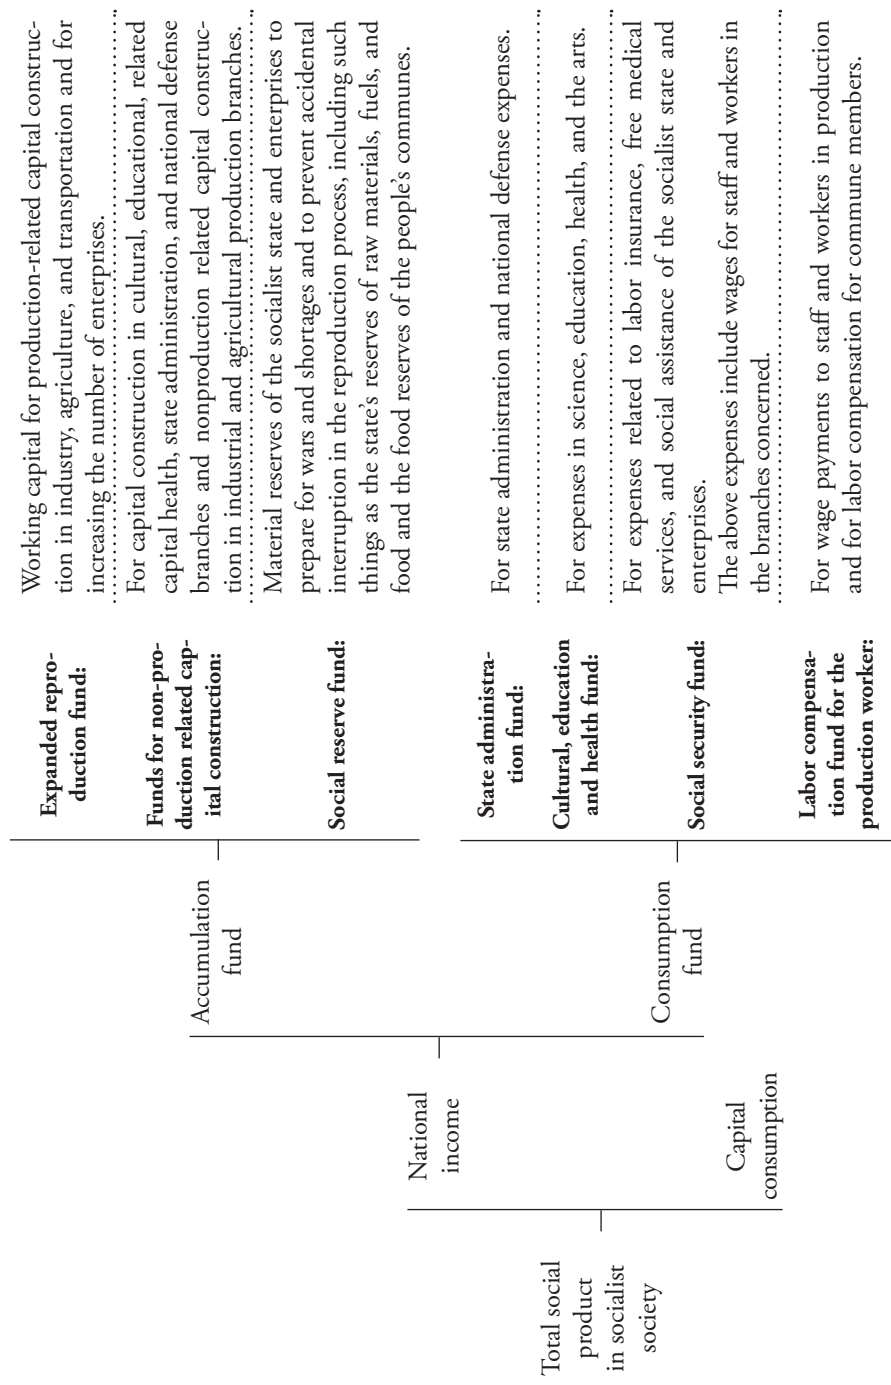 Total social
product
in socialist
society
National
income
Capital
consumption
Accumulation
fund
Consumption
fund
Expanded repro-
duction fund:
Working capital for production-related capital construc-
tion in industry, agriculture, and transportation and for
increasing the number of enterprises.
Funds for non-pro-
duction related cap-
ital construction:
For capital construction in cultural, educational, related
capital health, state administration, and national defense
branches and nonproduction related capital construc-
tion in industrial and agricultural production branches.
Social reserve fund:
Material reserves of the socialist state and enterprises to
prepare for wars and shortages and to prevent accidental
interruption in the reproduction process, including such
things as the state’s reserves of raw materials, fuels, and
food and the food reserves of the people’s communes.
State administra-
tion fund:
For state administration and national defense expenses.
Cultural, education
and health fund:
For expenses in science, education, health, and the arts.
Social security fund:
For expenses related to labor insurance, free medical
services, and social assistance of the socialist state and
enterprises.
The above expenses include wages for staff and workers in
the branches concerned.
Labor compensa-
tion fund for the
production worker:
For wage payments to staff and workers in production
and for labor compensation for commune members.